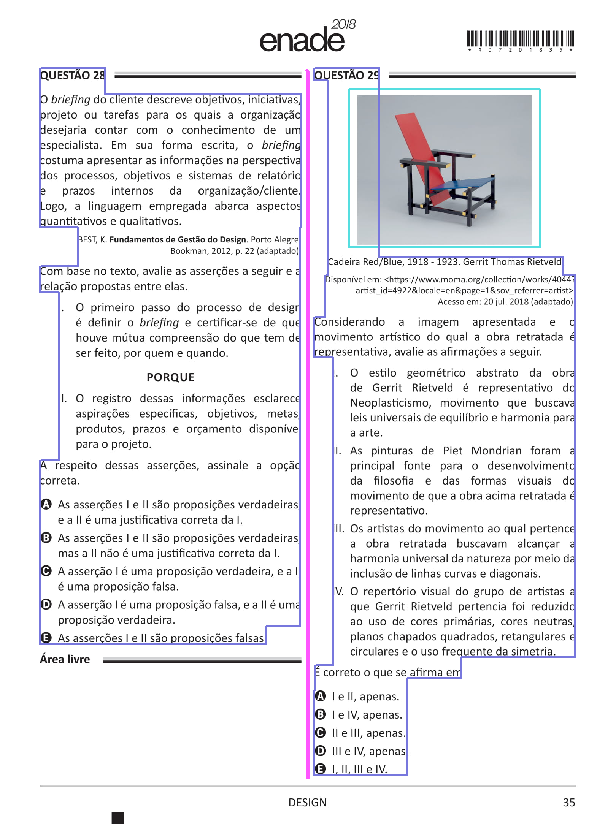 enade 2018
QUESTÃO 28
O briefing do cliente descreve objetivos, iniciativas,
projeto ou tarefas para os quais a organização
desejaria contar com o conhecimento de um
especialista. Em sua forma escrita, o briefing
costuma apresentar as informações na perspectiva
dos processos, objetivos e sistemas de relatório
e prazos internos da organização/cliente.
Logo, a linguagem empregada abarca aspectos
quantitativos e qualitativos.
BEST, K. Fundamentos de Gestão do Design. Porto Alegre
Bookman, 2012, p. 22 (adaptado)
Com base no texto, avalie as asserções a seguir e a
relação propostas entre elas.
I. O primeiro passo do processo de design
é definir o briefing e certificar-se de que
houve mútua compreensão do que tem de
ser feito, por quem e quando.
PORQUE
II. O registro dessas informações esclarece
aspirações específicas, objetivos, metas,
produtos, prazos e orçamento disponível
para o projeto.
A respeito dessas asserções, assinale a opção
correta.
A As asserções I e II são proposições verdadeiras,
e a II é uma justificativa correta da I.
B As asserções I e II são proposições verdadeiras,
mas a II não é uma justificativa correta da I.
C A asserção I é uma proposição verdadeira, e a II
é uma proposição falsa.
D A asserção I é uma proposição falsa, e a II é uma
proposição verdadeira.
E As asserções I e II são proposições falsas.
Área livre
QUESTÃO 29
Cadeira Red/Blue, 1918 - 1923. Gerrit Thomas Rietveld
Disponível em: <https://www.moma.org/collection/works/4044?
artist_id=4922&locale=en&page=1&sov_referrer=artist>
Acesso em: 20 jul. 2018 (adaptado)
Considerando a imagem apresentada e o
movimento artístico do qual a obra retratada é
representativa, avalie as afirmações a seguir.
I. O estilo geométrico abstrato da obra
de Gerrit Rietveld é representativo do
Neoplasticismo, movimento que buscava
leis universais de equilíbrio e harmonia para
a arte.
II. As pinturas de Piet Mondrian foram a
principal fonte para o desenvolvimento
da filosofia e das formas visuais do
movimento de que a obra acima retratada é
representativo.
III. Os artistas do movimento ao qual pertence
a obra retratada buscavam alcançar a
harmonia universal da natureza por meio da
inclusão de linhas curvas e diagonais.
IV. O repertório visual do grupo de artistas a
que Gerrit Rietveld pertencia foi reduzido
ao uso de cores primárias, cores neutras,
planos chapados quadrados, retangulares e
circulares e o uso frequente da simetria.
É correto o que se afirma em
A I e II, apenas.
B I e IV, apenas.
C II e III, apenas.
D III e IV, apenas
E I, II, III e IV.
DESIGN 35